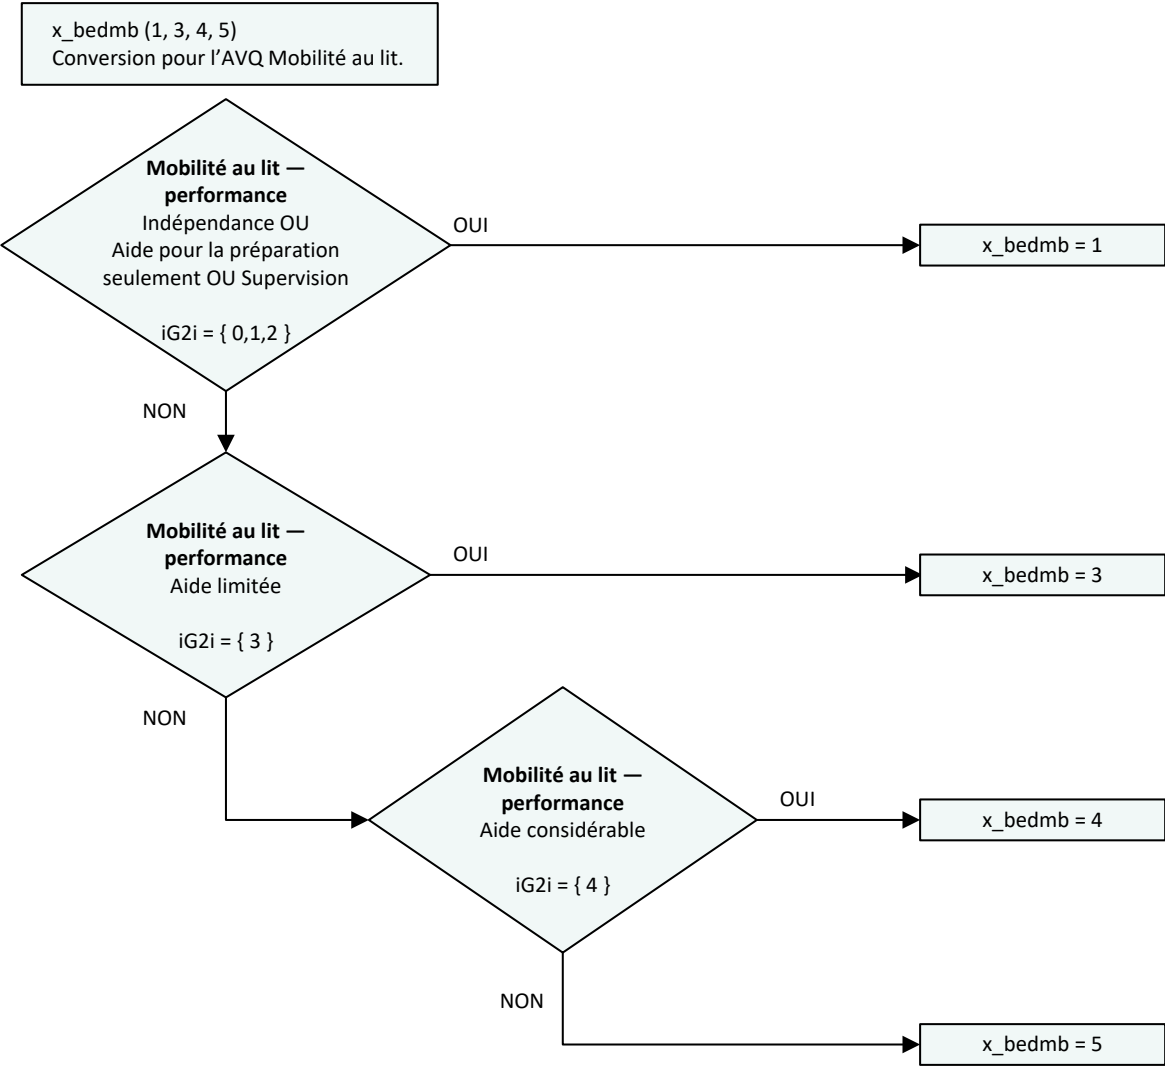 x_bedmb (1, 3, 4, 5)
Conversion pour l’AVQ Mobilité au lit.
Mobilité au lit —
performance
Indépendance OU
Aide pour la préparation
seulement OU Supervision
iG2i = { 0,1,2 }
OUI
x_bedmb = 1
NON
Mobilité au lit —
performance
Aide limitée
iG2i = { 3 }
OUI
x_bedmb = 3
NON
Mobilité au lit —
performance
Aide considérable
iG2i = { 4 }
OUI
x_bedmb = 4
NON
x_bedmb = 5